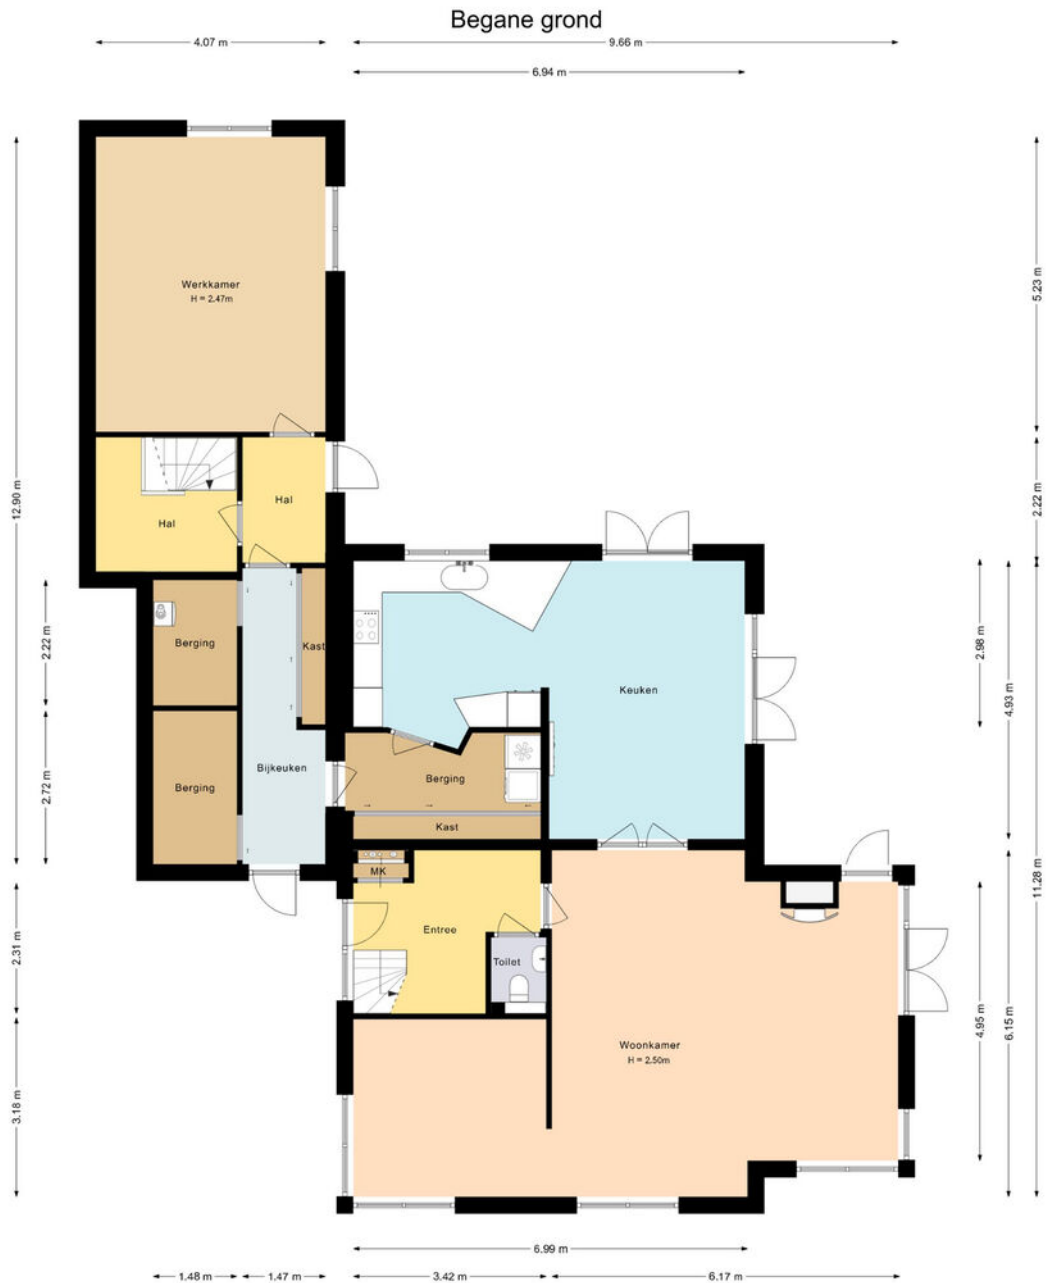 Begane grond
4.07 m
9.66 m
6.94 m
12.90 m
5.23 m
Werkkamer
H = 2.47m
2.22 m
Hal
Hal
2.22 m
Berging
Kast
Keuken
2.98 m
4.93 m
2.72 m
Berging
Bijkeuken
Berging
Kast
MK
11.28 m
2.31 m
Entree
Toilet
Woonkamer
H = 2.50m
4.95 m
6.15 m
3.18 m
6.99 m
1.48 m
1.47 m
3.42 m
6.17 m